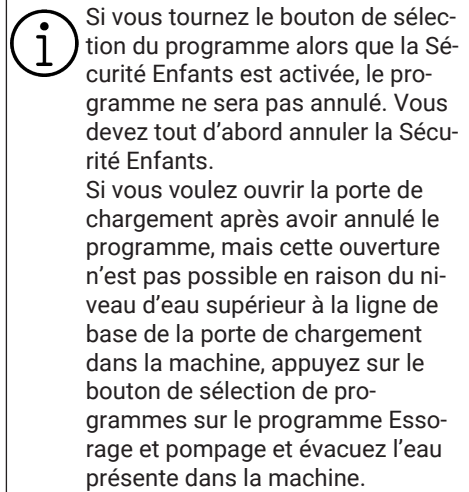 Si vous tournez le bouton de sélec-
tion du programme alors que la Sé-
curité Enfants est activée, le pro-
gramme ne sera pas annulé. Vous
devez tout d'abord annuler la Sécu-
rité Enfants.
Si vous voulez ouvrir la porte de
chargement après avoir annulé le
programme, mais cette ouverture
n'est pas possible en raison du ni-
veau d'eau supérieur à la ligne de
base de la porte de chargement
dans la machine, appuyez sur le
bouton de sélection de pro-
grammes sur le programme Esso-
rage et pompage et évacuez l'eau
présente dans la machine.